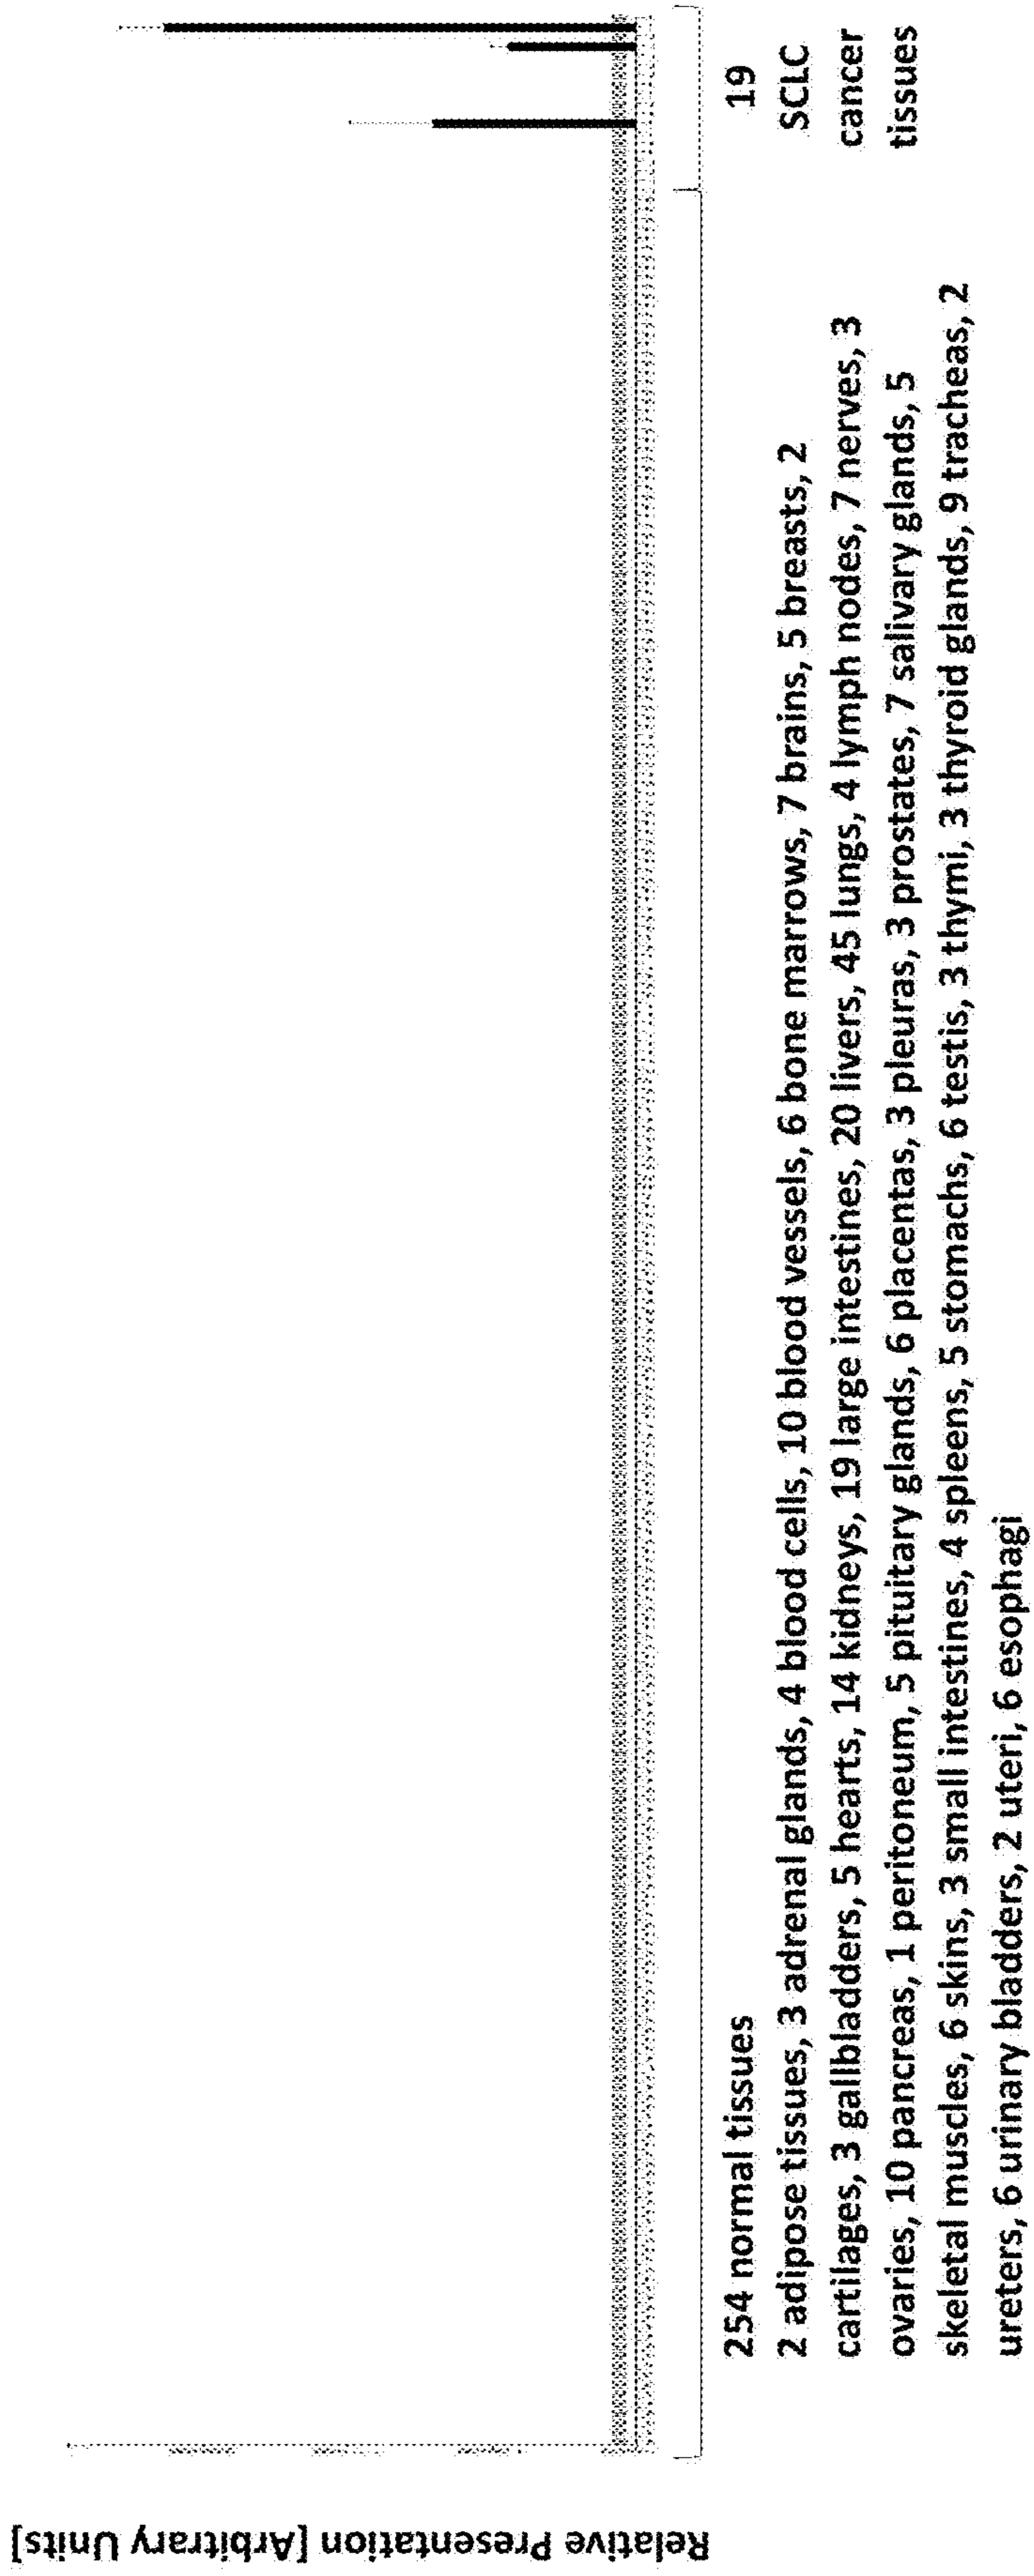 Relative Presentation [Arbitrary Units]
254 normal tissues
2 adipose tissues, 3 adrenal glands, 4 blood cells, 10 blood vessels, 6 bone marrows, 7 brains, 5 breasts, 2
cartilages, 3 gallbladders, 5 hearts, 14 kidneys, 19 large intestines, 20 livers, 45 lungs, 4 lymph nodes, 7 nerves, 3
ovaries, 10 pancreas, 1 peritoneum, 5 pituitary glands, 6 placentas, 3 pleuras, 3 prostates, 7 salivary glands, 5
skeletal muscles, 6 skins, 3 small intestines, 4 spleens, 5 stomachs, 6 testis, 3 thymi, 3 thyroid glands, 9 tracheas, 2
ureters, 6 urinary bladders, 2 uteri, 6 esophagi
19
SCLC
cancer
tissues